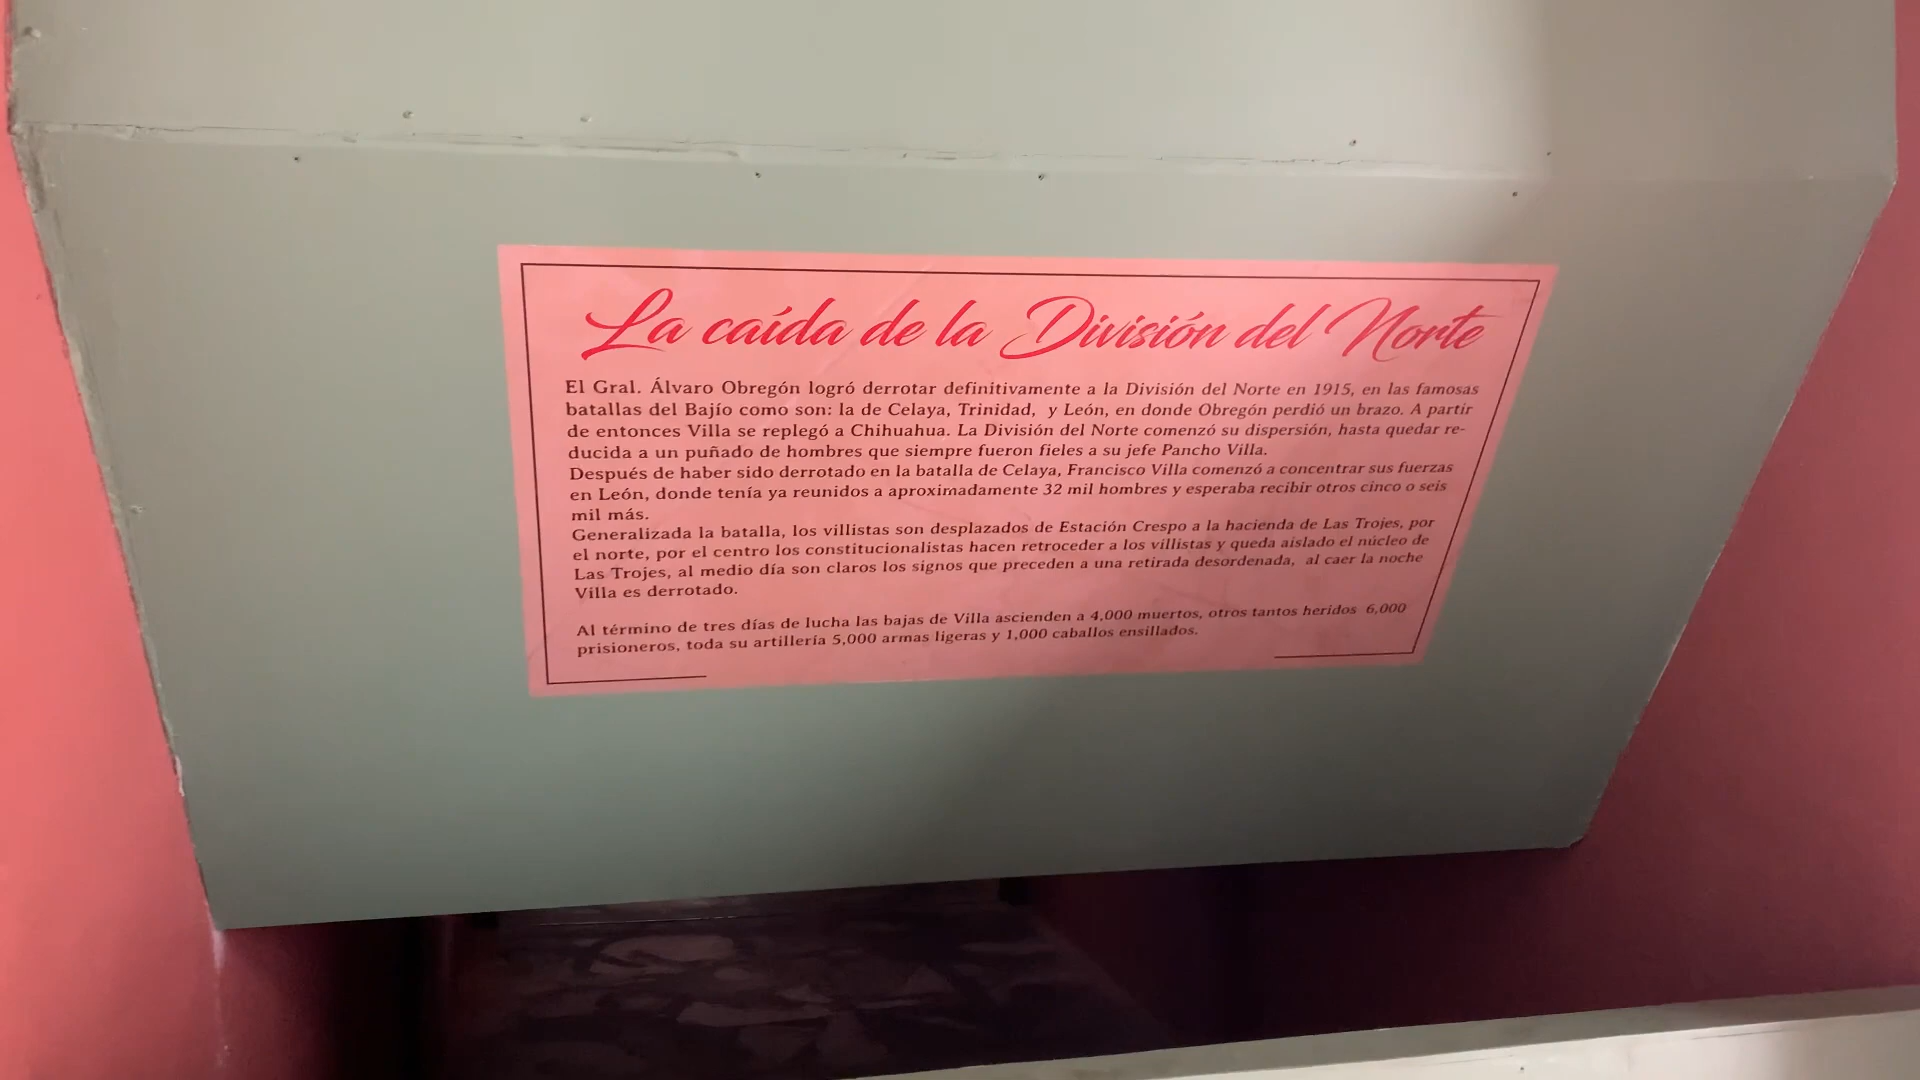 La caída de la División del Norte
El Gral. Álvaro Obregón logró derrotar definitivamente a la División del Norte en 1915, en las famosas
batallas del Bajío como son: la de Celaya, Trinidad, y León, en donde Obregón perdió un brazo. A partir
de entonces Villa se replegó a Chihuahua. La División del Norte comenzó su dispersión, hasta quedar re-
ducida a un puñado de hombres que siempre fueron fieles a su jefe Pancho Villa.
Después de haber sido derrotado en la batalla de Celaya, Francisco Villa comenzó a concentrar sus fuerzas
en León, donde tenía ya reunidos a aproximadamente 32 mil hombres y esperaba recibir otros cinco o seis
mil más.
Generalizada la batalla, los villistas son desplazados de Estación Crespo a la hacienda de Las Trojes, por
el norte, por el centro los constitucionalistas hacen retroceder a los villistas y queda aislado el núcleo de
Las Trojes, al medio día son claros los signos que preceden a una retirada desordenada, al caer la noche
Villa es derrotado.
Al término de tres días de lucha las bajas de Villa ascienden a 4,000 muertos, otros tantos heridos 6,000
prisioneros, toda su artillería 5,000 armas ligeras y 1,000 caballos ensillados.